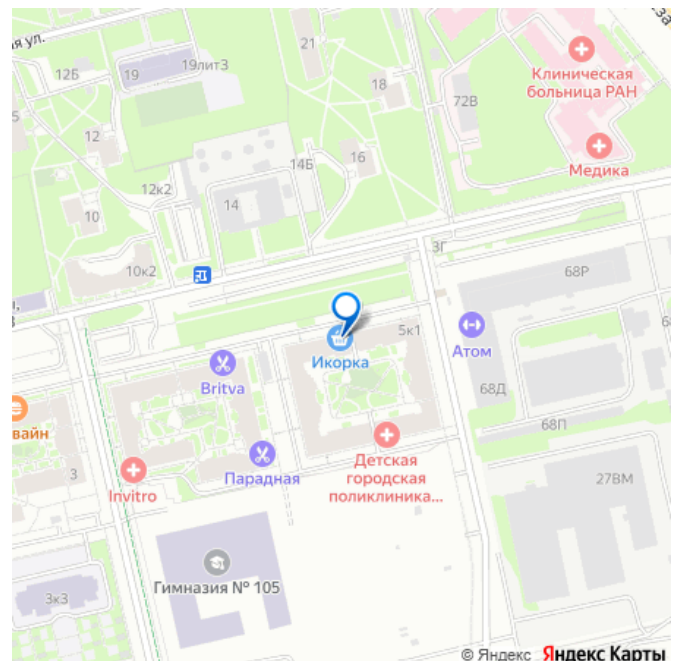 ая ул.
21
12Б
19
19лит3
18
Клиническая
больница РАН
72В
12
16
14Б
Медика
12к2
14
10
3Г
10к2
68Р
5к1
Икорка
Атом
Britva
68Д
вайн
68П
Парадная
Детская
городская
поликлиника...
3
Invitro
27ВМ
Гимназия № 105
3к3
© Яндекс Яндекс Карты